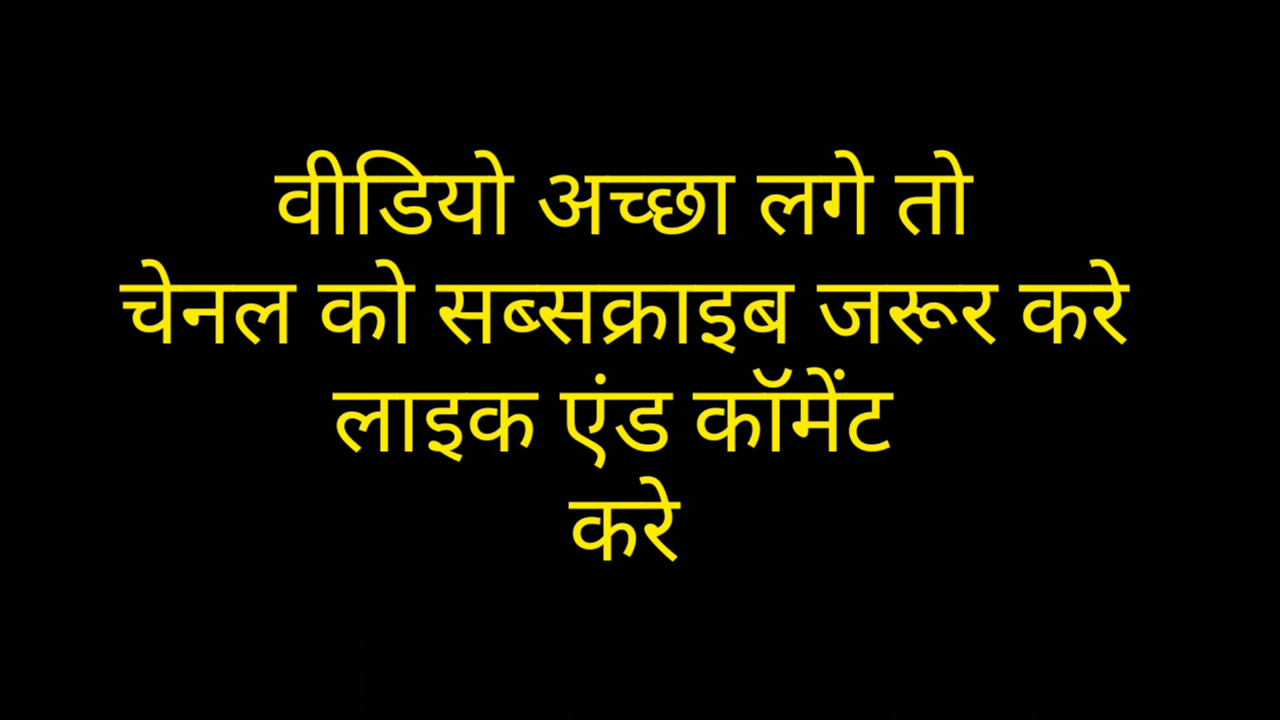 वीडियो अच्छा लगे तो
चेनल को सब्सक्राइब जरूर करे
लाइक एंड कॉमेंट
करे